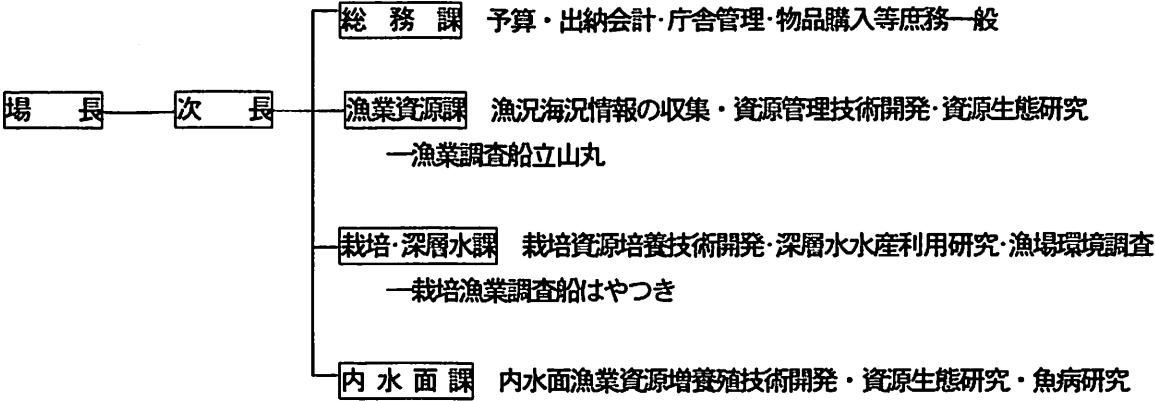 総務課 予算・出納会計・庁舎管理・物品購入等庶務一般
場長 次長 漁業資源課 漁況海況情報の収集・資源管理技術開発・資源生態研究
―漁業調査船立山丸
栽培・深層水課 栽培資源培養技術開発・深層水水産利用研究・漁場環境調査
―栽培漁業調査船はやつき
内水面課 内水面漁業資源増養殖技術開発・資源生態研究・魚病研究